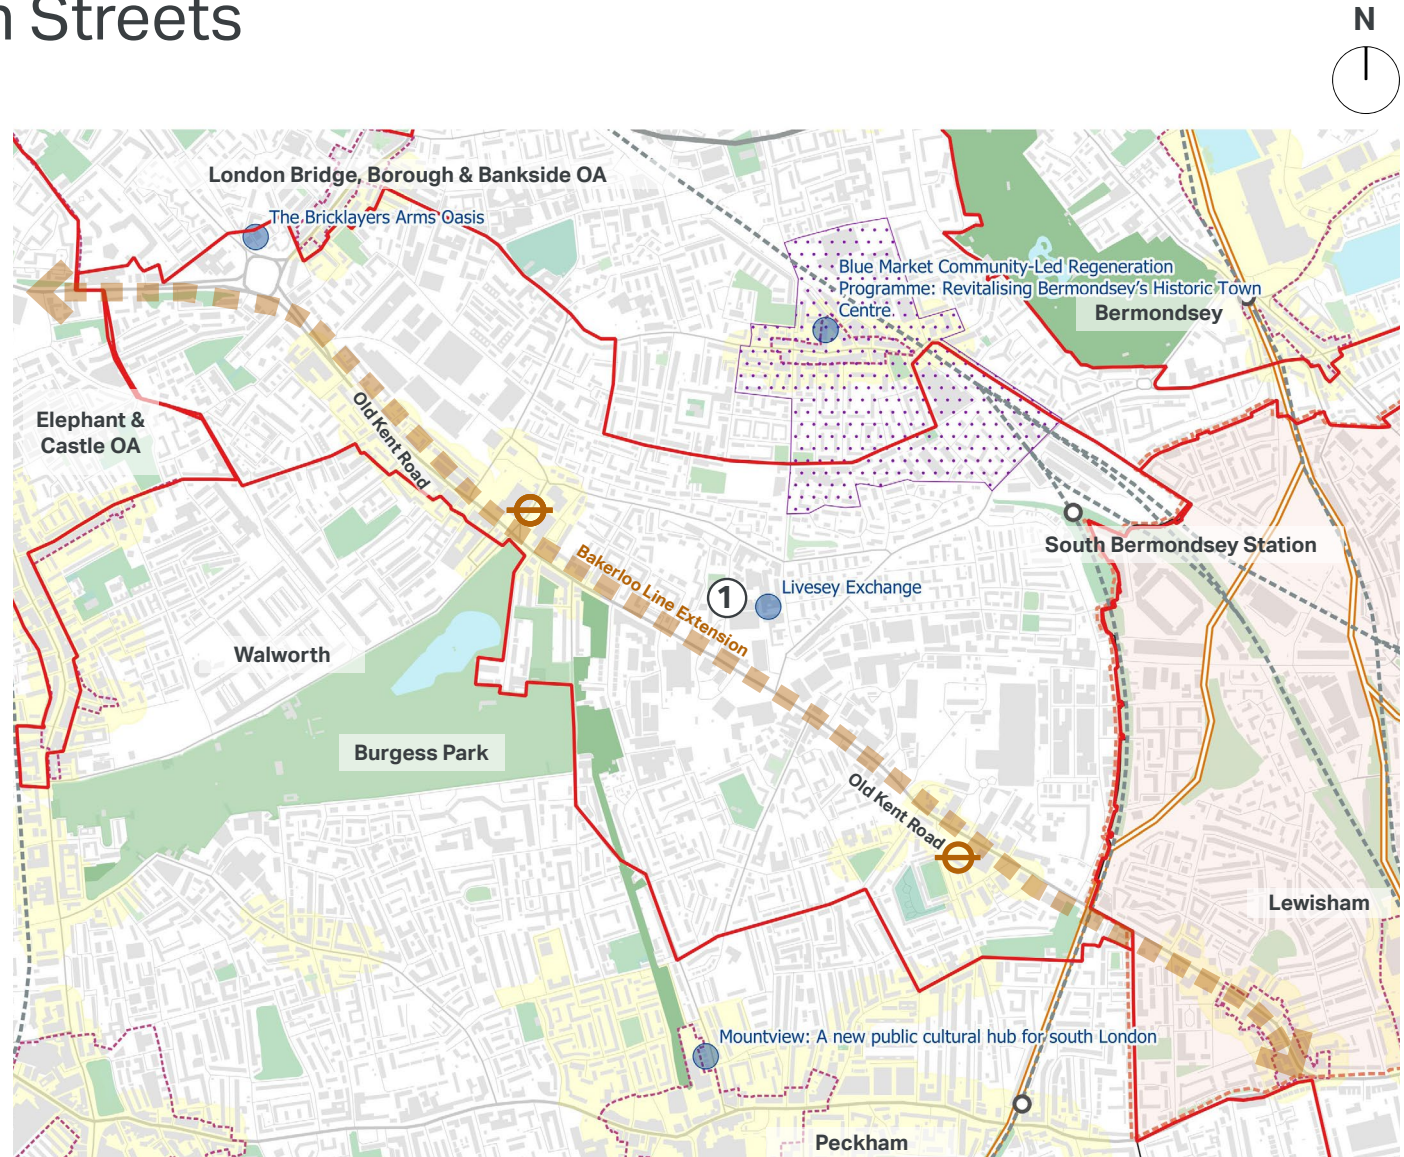 n Streets
N
London Bridge, Borough & Bankside OA
The Bricklayers Arms Oasis
Blue Market Community-Led Regeneration
Programme: Revitalising Bermondsey's Historic Town
Centre.
Bermondsey
Elephant &
Castle OA
Old Kent Road
South Bermondsey Station
Bakerloo Line Extension
1
Livesey Exchange
Walworth
Burgess Park
Old Kent Road
Lewisham
Mountview: A new public cultural hub for south London
Peckham